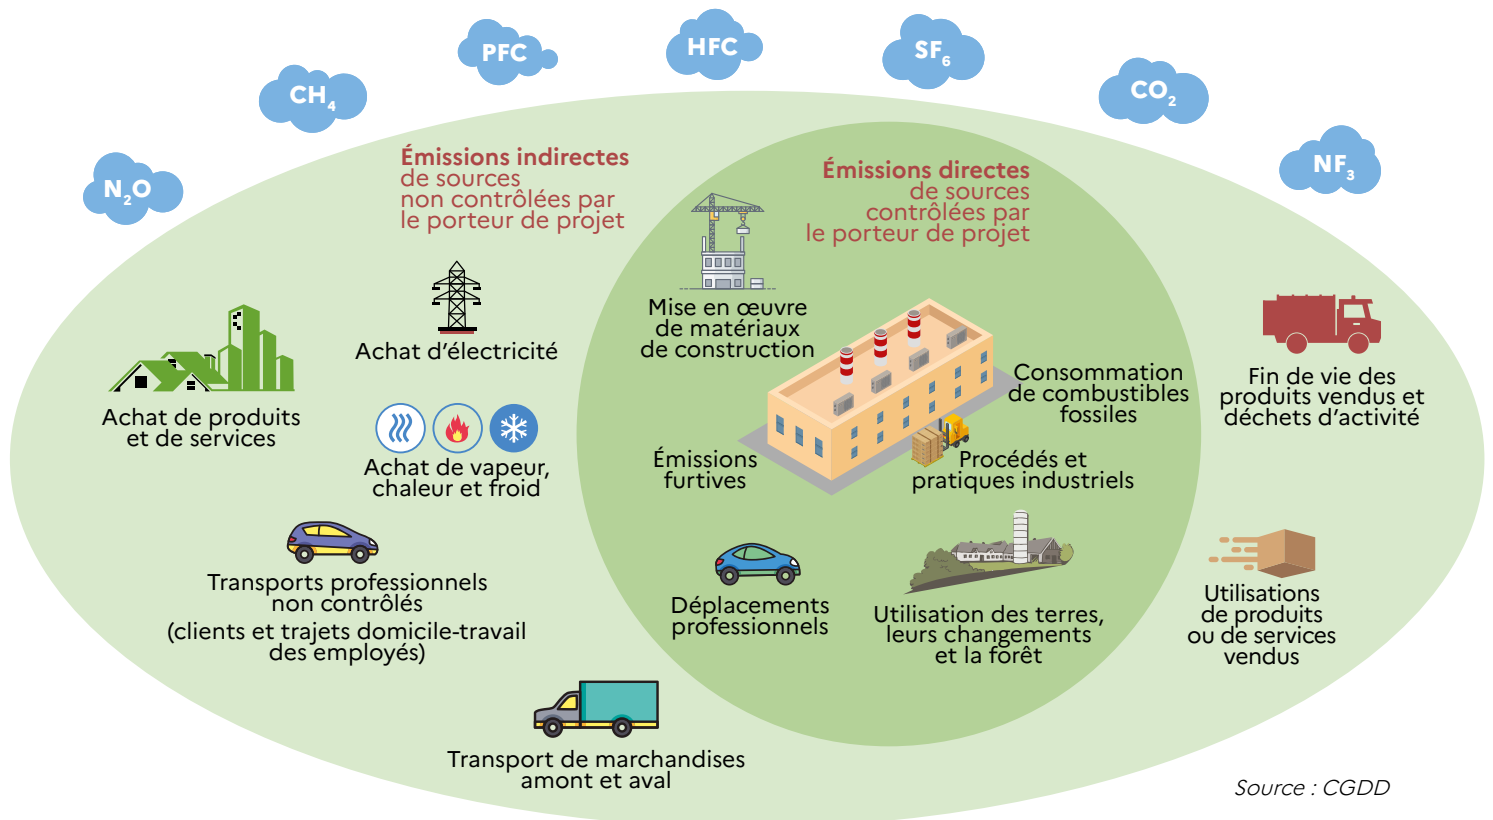 N₂O
CH₄
PFC
HFC
SF₆
CO₂
NF₃
Émissions indirectes
de sources
non contrôlées par
le porteur de projet
Émissions directes
de sources
contrôlées par
le porteur de projet
Achat de produits
et de services
Achat d'électricité
Achat de vapeur,
chaleur et froid
Transports professionnels
non contrôlés
(clients et trajets domicile-travail
des employés)
Transport de marchandises
amont et aval
Mise en œuvre
de matériaux
de construction
Consommation
de combustibles
fossiles
Émissions
furtives
Procédés et
pratiques industriels
Déplacements
professionnels
Utilisation des terres,
leurs changements
et la forêt
Fin de vie des
produits vendus et
déchets d'activité
Utilisations
de produits
ou de services
vendus
Source : CGDD